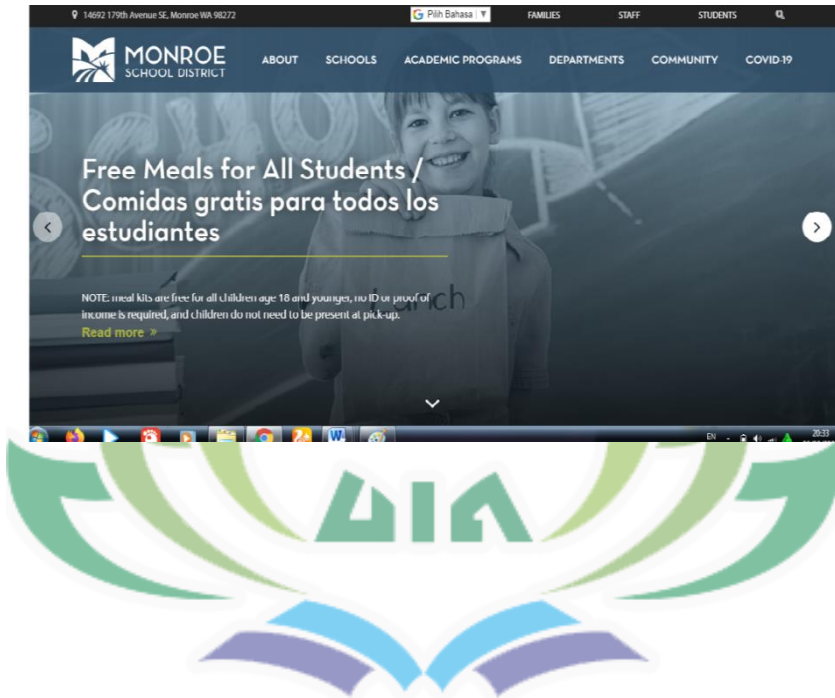 14692 179th Avenue SE, Monroe WA 98272
G Pilih Bahasa ▼
FAMILIES
STAFF
STUDENTS
MONROE
SCHOOL DISTRICT
ABOUT
SCHOOLS
ACADEMIC PROGRAMS
DEPARTMENTS
COMMUNITY
COVID-19
Free Meals for All Students /
Comidas gratis para todos los
estudiantes
NOTE: meal kits are free for all children age 18 and younger, no ID or proof of
income is required, and children do not need to be present at pick-up.
Read more »
Lunch
EN
20:33